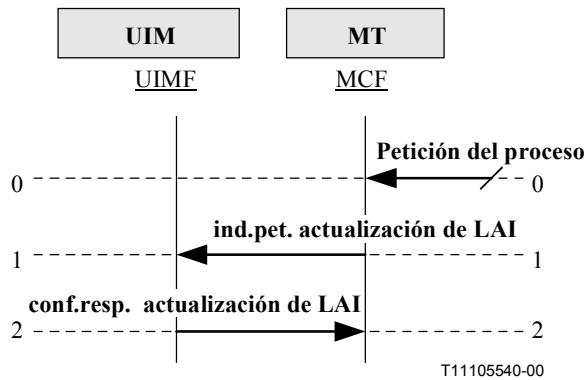 UIM MT
UIMF MCF
Petición del proceso
0 0
ind.pet. actualización de LAI
1 1
conf.resp. actualización de LAI
2 2
T11105540-00